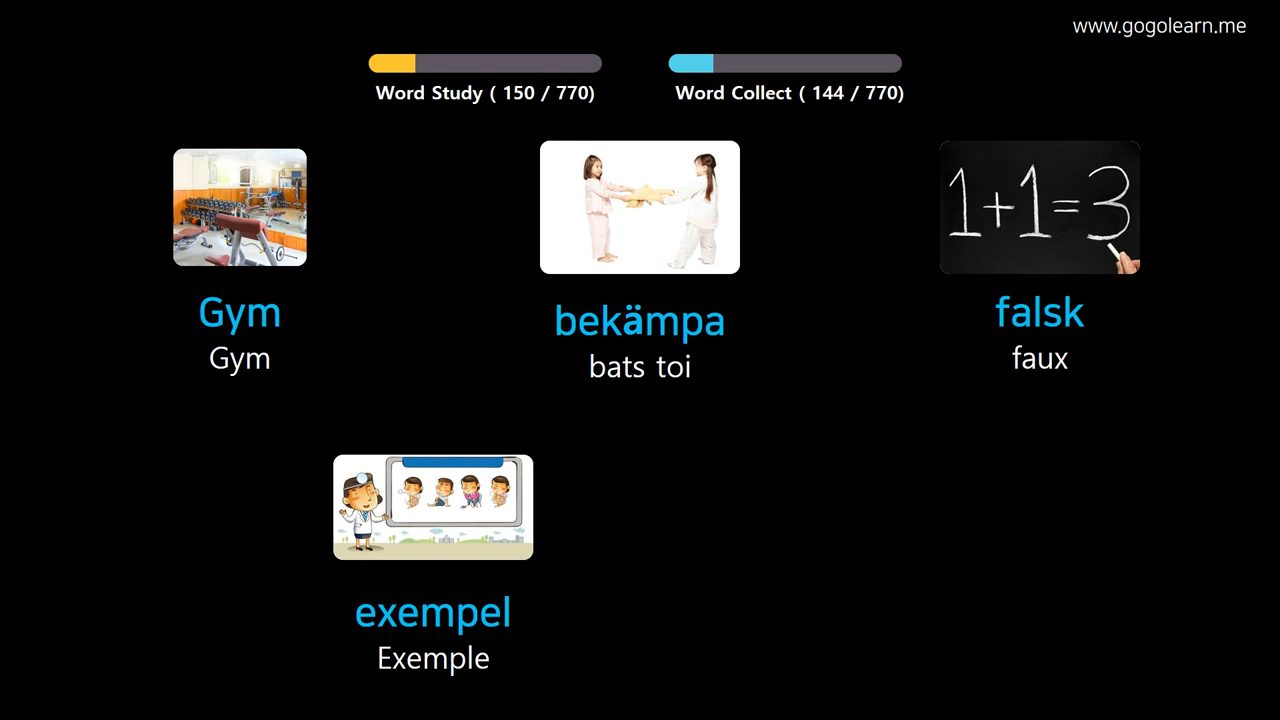 www.gogolearn.me
Word Study ( 150 / 770)
Word Collect ( 144 / 770)
1+1=3
Gym
Gym
bekämpa
bats toi
falsk
faux
exempel
Exemple